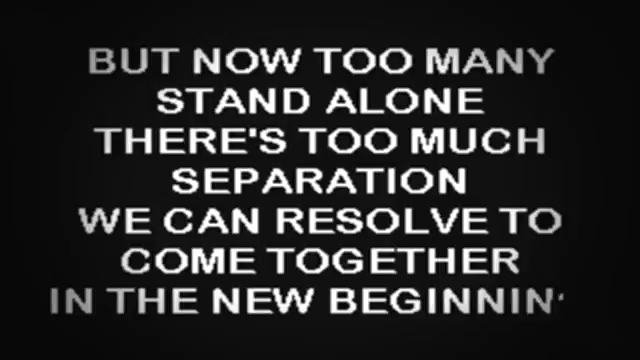 BUT NOW TOO MANY
STAND ALONE
THERE'S TOO MUCH
SEPARATION
WE CAN RESOLVE TO
COME TOGETHER
IN THE NEW BEGINNIN'